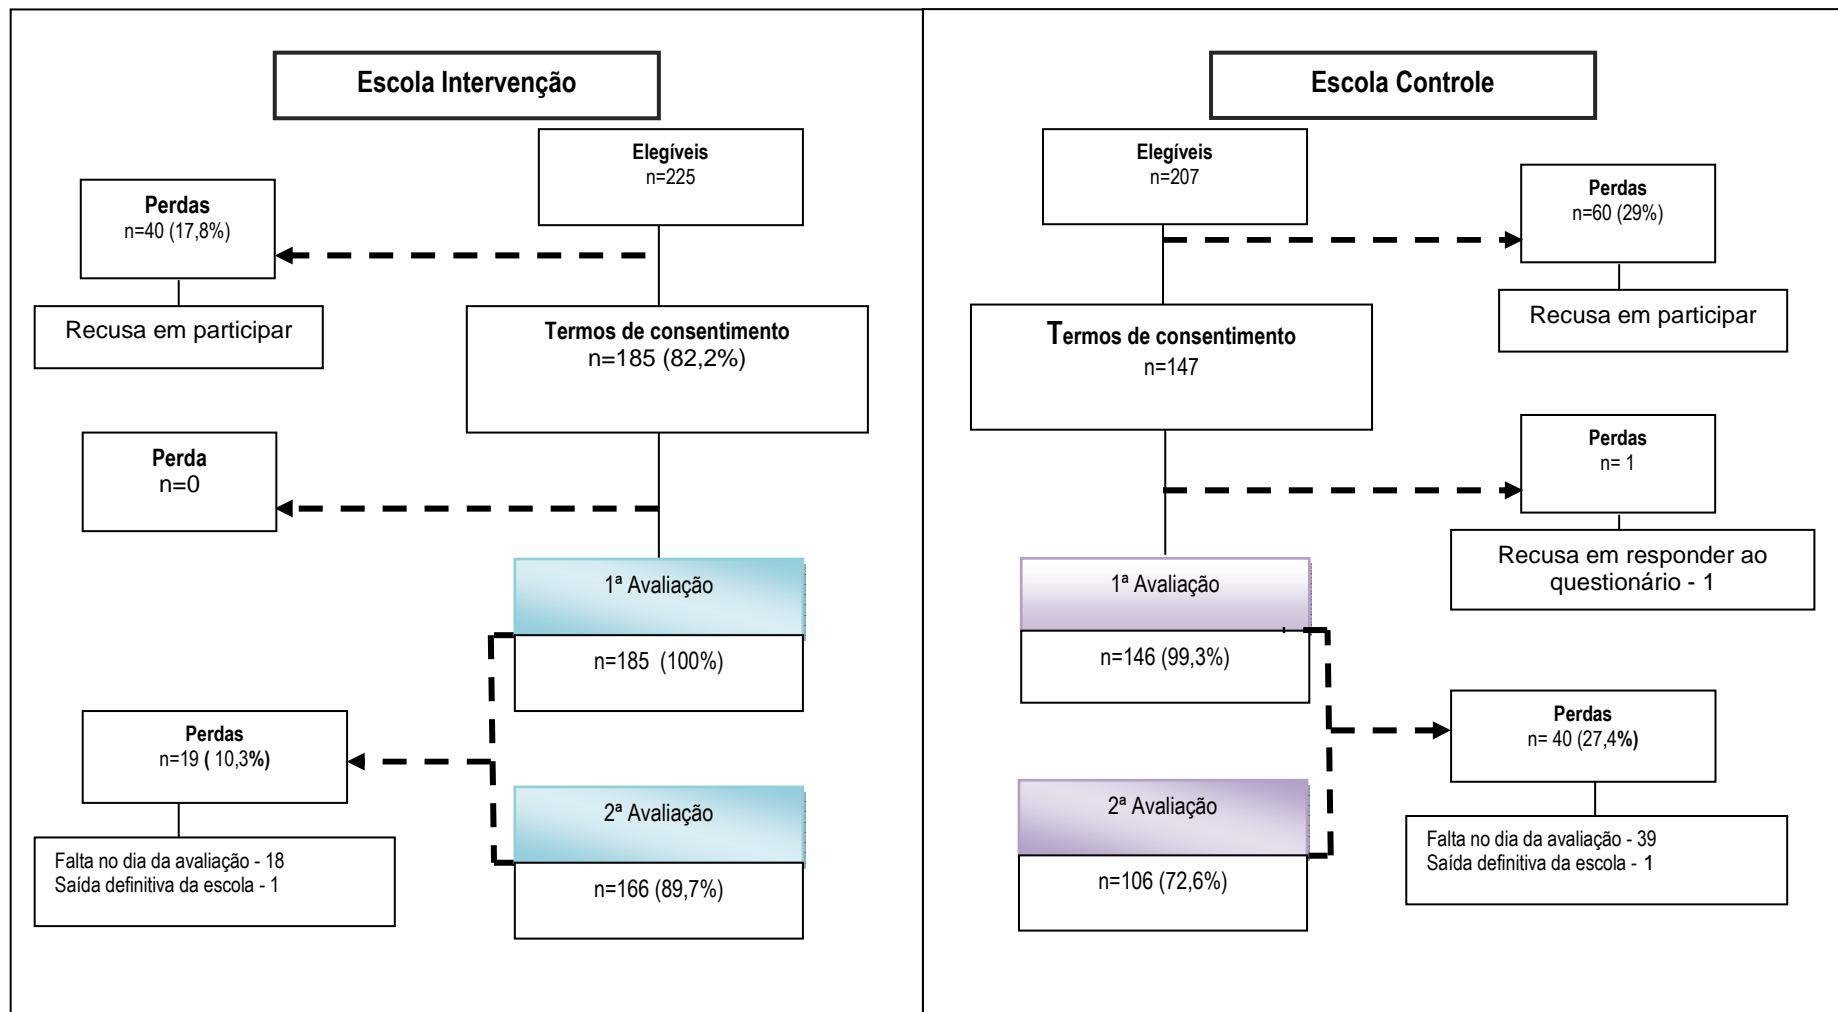 Escola Intervenção
Elegíveis
n=225
Perdas
n=40 (17,8%)
Recusa em participar
Termos de consentimento
n=185 (82,2%)
Perda
n=0
1ª Avaliação
n=185 (100%)
Perdas
n=19 ( 10,3%)
Falta no dia da avaliação - 18
Saída definitiva da escola - 1
2ª Avaliação
n=166 (89,7%)
Escola Controle
Elegíveis
n=207
Perdas
n=60 (29%)
Recusa em participar
Termos de consentimento
n=147
Perdas
n= 1
Recusa em responder ao
questionário - 1
1ª Avaliação
n=146 (99,3%)
Perdas
n= 40 (27,4%)
Falta no dia da avaliação - 39
Saída definitiva da escola - 1
2ª Avaliação
n=106 (72,6%)